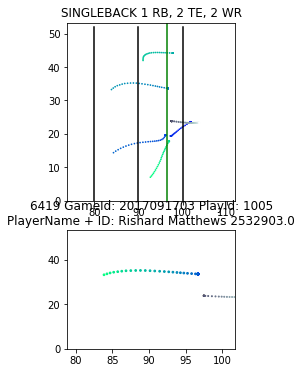 SINGLEBACK 1 RB, 2 TE, 2 WR
50
40
30
20
10
0
80 90 100 110
6419 GameId: 2017091703 PlayId: 1005
PlayerName + ID: Rishard Matthews 2532903.0
40
20
0
80 85 90 95 100